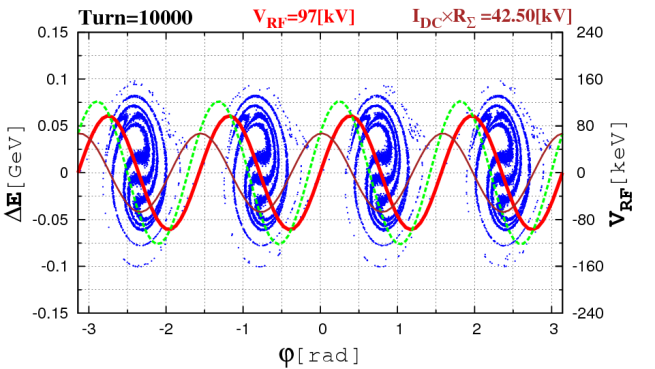 Turn=10000 V_RF=97[kV] I_DC×R_Σ =42.50[kV]
0.15 240
0.1 160
0.05 80
0 0
-0.05 -80
-0.1 -160
-0.15 -240
ΔE[GeV]
V_RF[keV]
-3 -2 -1 0 1 2 3
φ[rad]